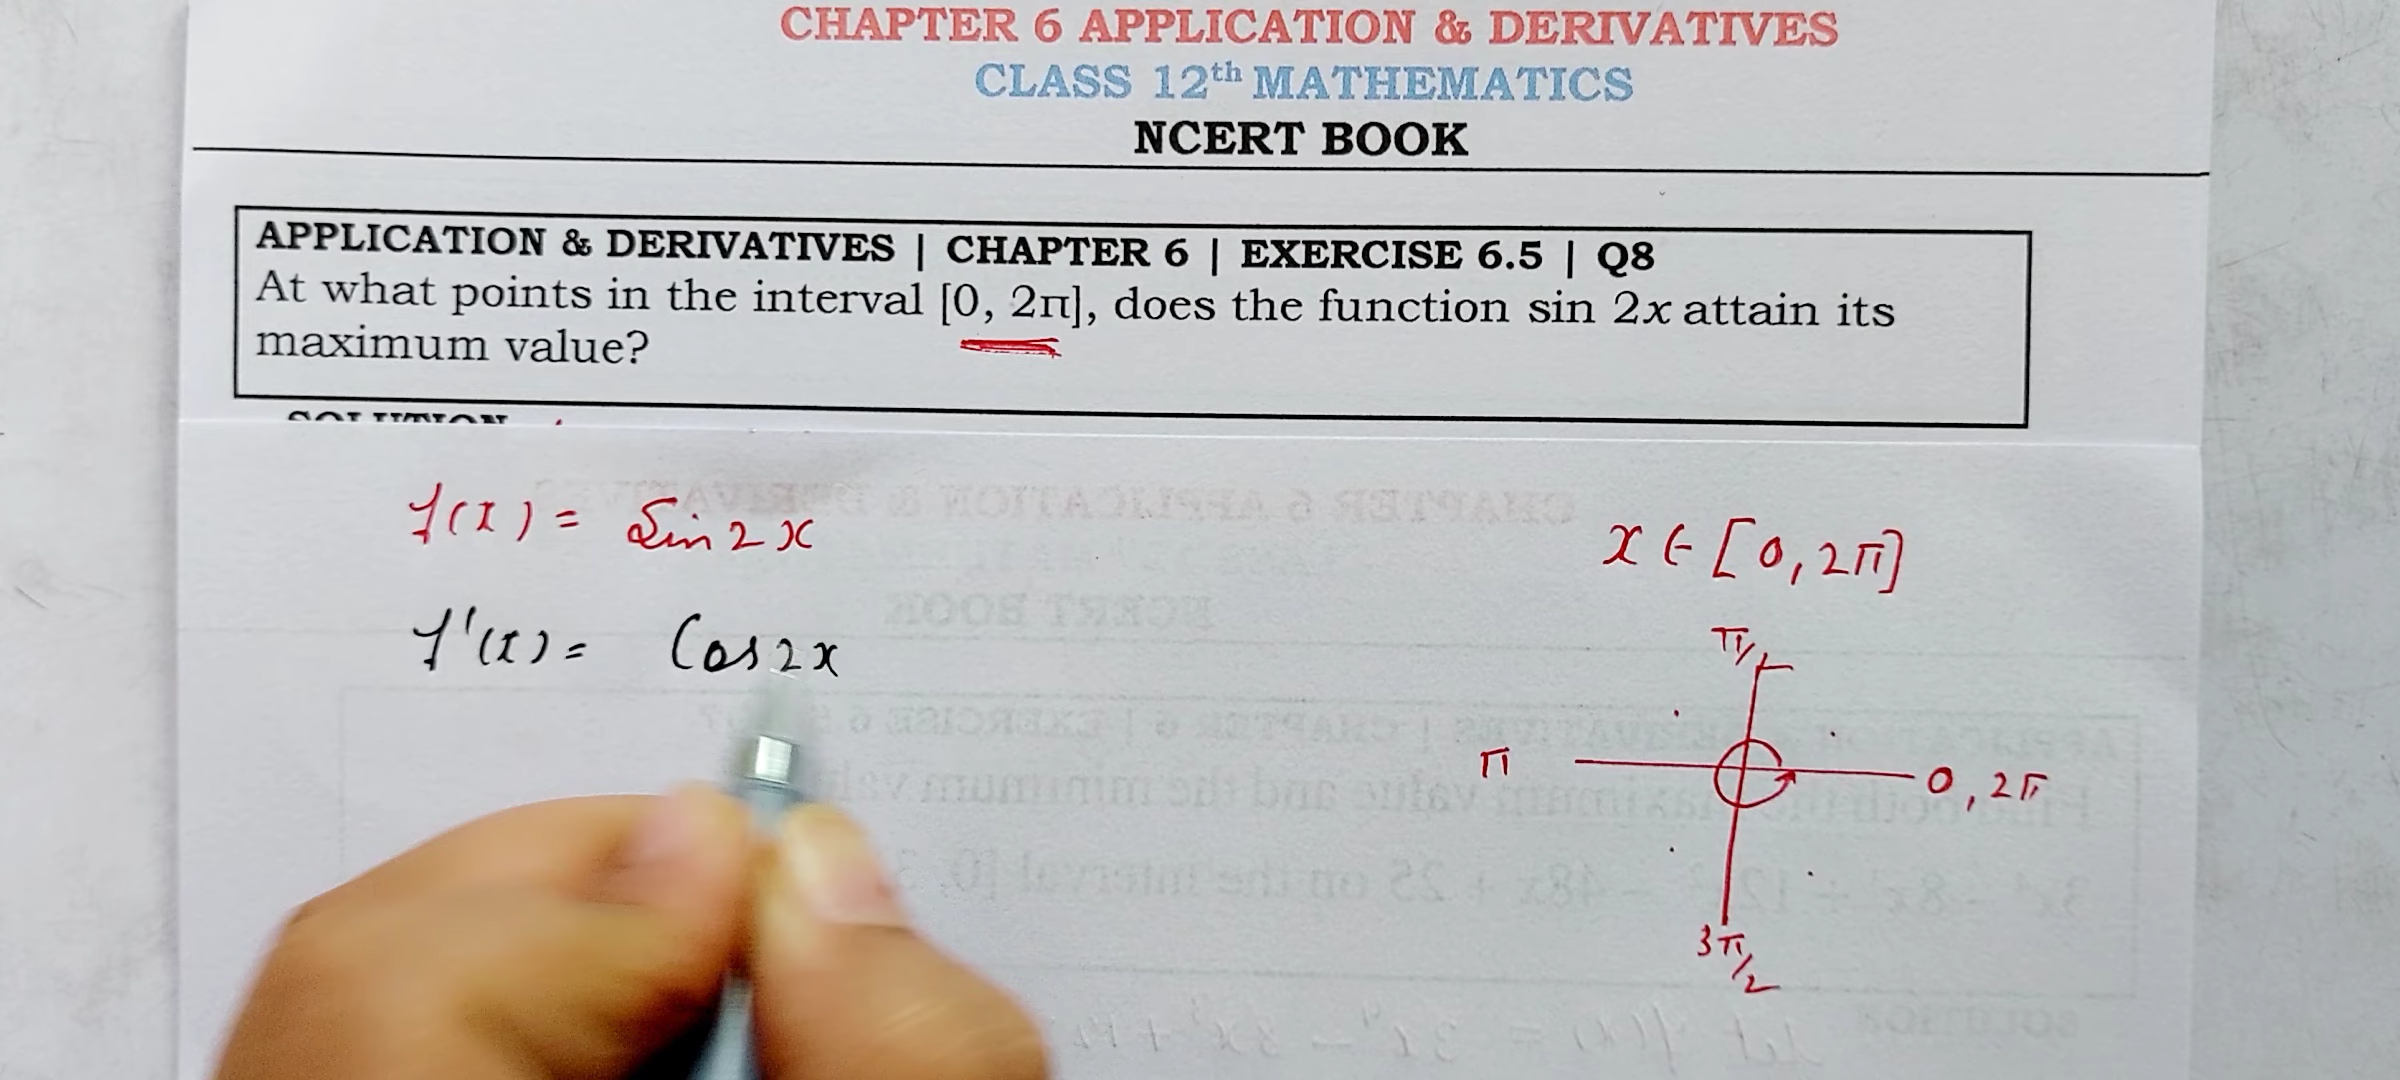 CHAPTER 6 APPLICATION & DERIVATIVES
CLASS 12th MATHEMATICS
NCERT BOOK
APPLICATION & DERIVATIVES | CHAPTER 6 | EXERCISE 6.5 | Q8
At what points in the interval [0, 2π], does the function sin 2x attain its
maximum value?
SOLUTION
f(x) = Sin 2x
x ∈ [0, 2π]
f'(x) = Cos 2x
π/2
π
0, 2π
3π/2